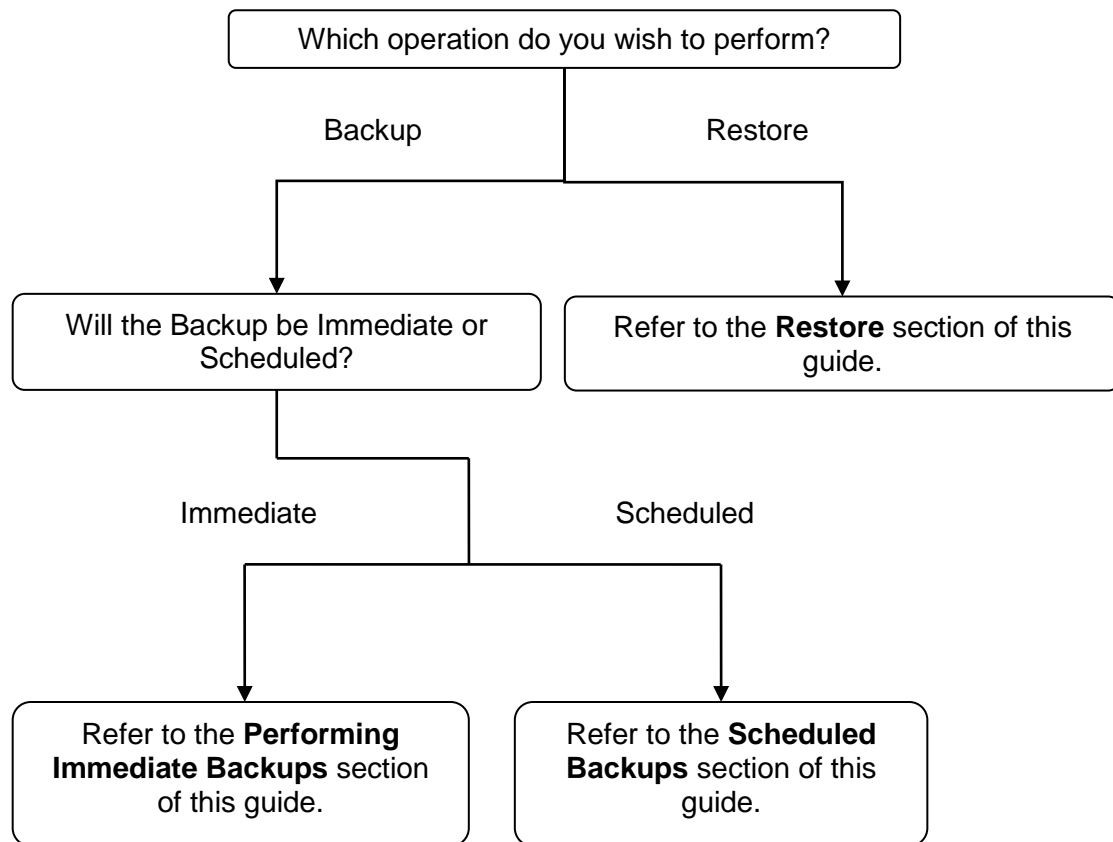 Which operation do you wish to perform?
Backup
Restore
Will the Backup be Immediate or
Scheduled?
Refer to the Restore section of this
guide.
Immediate
Scheduled
Refer to the Performing
Immediate Backups section
of this guide.
Refer to the Scheduled
Backups section of this
guide.